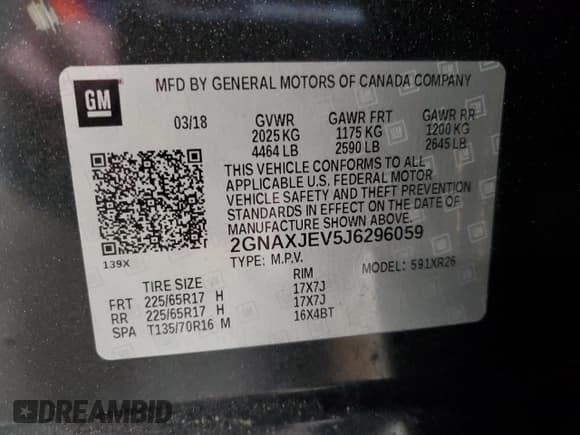 GM
MFD BY GENERAL MOTORS OF CANADA COMPANY
03/18 GVWR GAWR FRT GAWR RR
2025 KG 1175 KG 1200 KG
4464 LB 2590 LB 2645 LB
THIS VEHICLE CONFORMS TO ALL
APPLICABLE U.S. FEDERAL MOTOR
VEHICLE SAFETY AND THEFT PREVENTION
STANDARDS IN EFFECT ON THE DATE OF
MANUFACTURE SHOWN ABOVE.
2GNAXJEV5J6296059
139X TYPE: M.P.V. MODEL: 591XR26
TIRE SIZE RIM
FRT 225/65R17 H 17X7J
RR 225/65R17 H 17X7J
SPA T135/70R16 M 16X4BT
DREAMBID